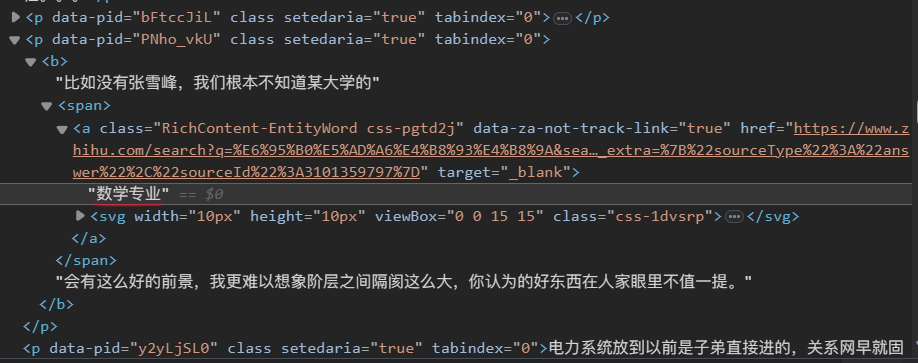 ▶<p data-pid="bFtccJiL" class setedaria="true" tabindex="0">…</p>
▼<p data-pid="PNho_vkU" class setedaria="true" tabindex="0">
▼<b>
"比如没有张雪峰，我们根本不知道某大学的"
▼<span>
▼<a class="RichContent-EntityWord css-pgtd2j" data-za-not-track-link="true" href="https://www.z
hihu.com/search?q=%E6%95%B0%E5%AD%A6%E4%B8%93%E4%B8%9A&sea…_extra=%7B%22sourceType%22%3A%22ans
wer%22%2C%22sourceId%22%3A3101359797%7D" target="_blank">
"数学专业" == $0
▶<svg width="10px" height="10px" viewBox="0 0 15 15" class="css-1dvsrp">…</svg>
</a>
</span>
"会有这么好的前景，我更难以想象阶层之间隔阂这么大，你认为的好东西在人家眼里不值一提。"
</b>
</p>
<p data-pid="y2yLjSL0" class setedaria="true" tabindex="0">电力系统放到以前是子弟直接进的，关系网早就固